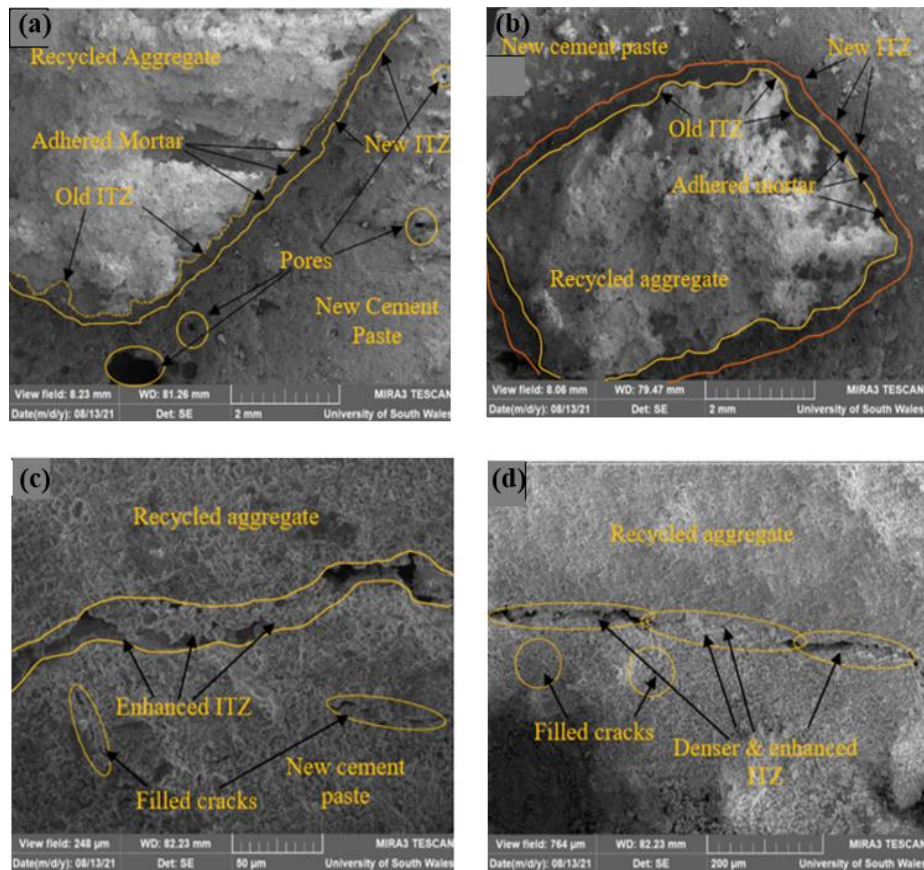 (a)
Recycled Aggregate
Adhered Mortar
New ITZ
Old ITZ
Pores
New Cement
Paste
View field: 8.23 mm WD: 81.26 mm MIRA3 TESCAN
Date(m/d/y): 08/13/21 Det: SE 2 mm University of South Wales
(b)
New cement paste
New ITZ
Old ITZ
Adhered mortar
Recycled aggregate
View field: 8.06 mm WD: 79.47 mm MIRA3 TESCAN
Date(m/d/y): 08/13/21 Det: SE 2 mm University of South Wales
(c)
Recycled aggregate
Enhanced ITZ
New cement
paste
Filled cracks
View field: 248 µm WD: 82.23 mm MIRA3 TESCAN
Date(m/d/y): 08/13/21 Det: SE 50 µm University of South Wales
(d)
Recycled aggregate
Filled cracks
Denser & enhanced
ITZ
View field: 764 µm WD: 82.23 mm MIRA3 TESCAN
Date(m/d/y): 08/13/21 Det: SE 200 µm University of South Wales